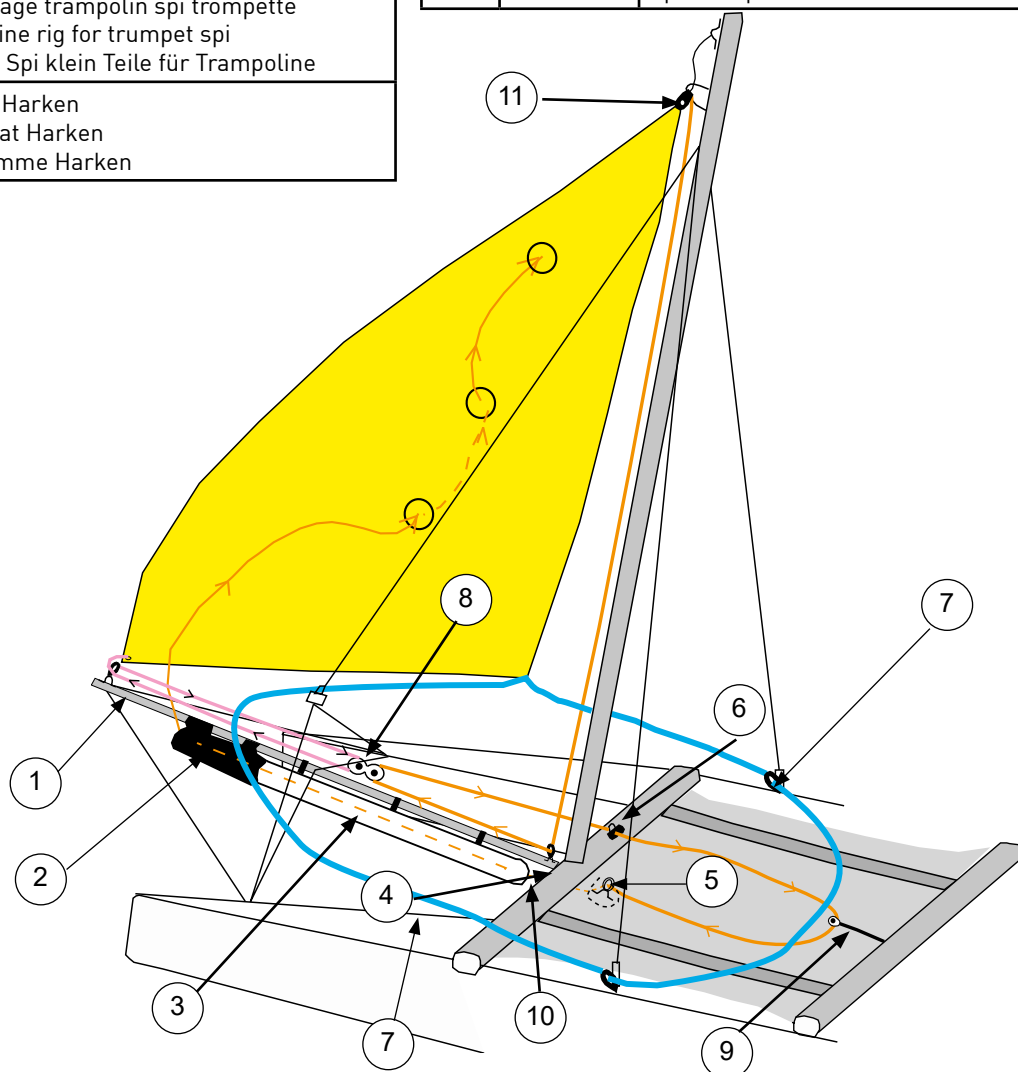 age trampolin spi trompette
ine rig for trumpet spi
Spi klein Teile für Trampoline
Harken
at Harken
mme Harken
11
8
7
6
1
2
5
4
3
10
7
9